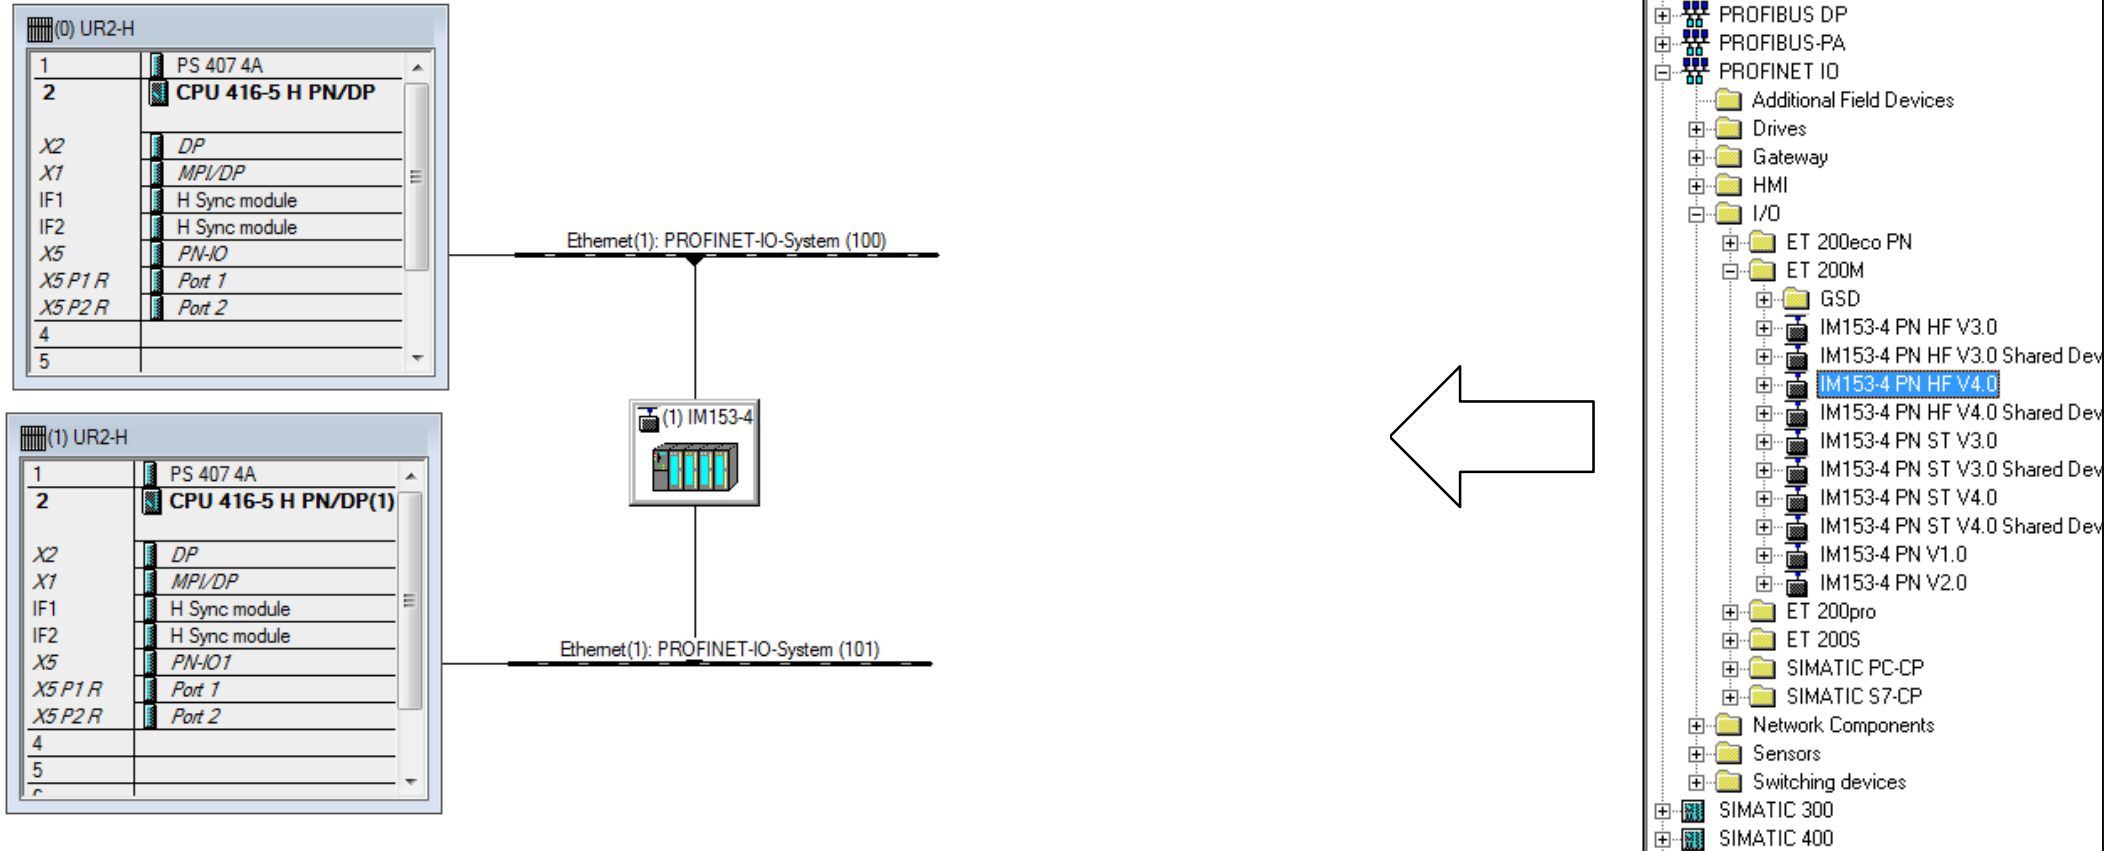 (0) UR2-H
1 PS 407 4A
2 CPU 416-5 H PN/DP
X2 DP
X1 MPI/DP
IF1 H Sync module
IF2 H Sync module
X5 PN-IO
X5 P1 R Port 1
X5 P2 R Port 2
4
5
(1) UR2-H
1 PS 407 4A
2 CPU 416-5 H PN/DP(1)
X2 DP
X1 MPI/DP
IF1 H Sync module
IF2 H Sync module
X5 PN-IO1
X5 P1 R Port 1
X5 P2 R Port 2
4
5
Ethernet(1): PROFINET-IO-System (100)
(1) IM153-4
Ethernet(1): PROFINET-IO-System (101)
PROFIBUS DP
PROFIBUS-PA
PROFINET IO
Additional Field Devices
Drives
Gateway
HMI
I/O
ET 200eco PN
ET 200M
GSD
IM153-4 PN HF V3.0
IM153-4 PN HF V3.0 Shared Dev
IM153-4 PN HF V4.0
IM153-4 PN HF V4.0 Shared Dev
IM153-4 PN ST V3.0
IM153-4 PN ST V3.0 Shared Dev
IM153-4 PN ST V4.0
IM153-4 PN ST V4.0 Shared Dev
IM153-4 PN V1.0
IM153-4 PN V2.0
ET 200pro
ET 200S
SIMATIC PC-CP
SIMATIC S7-CP
Network Components
Sensors
Switching devices
SIMATIC 300
SIMATIC 400